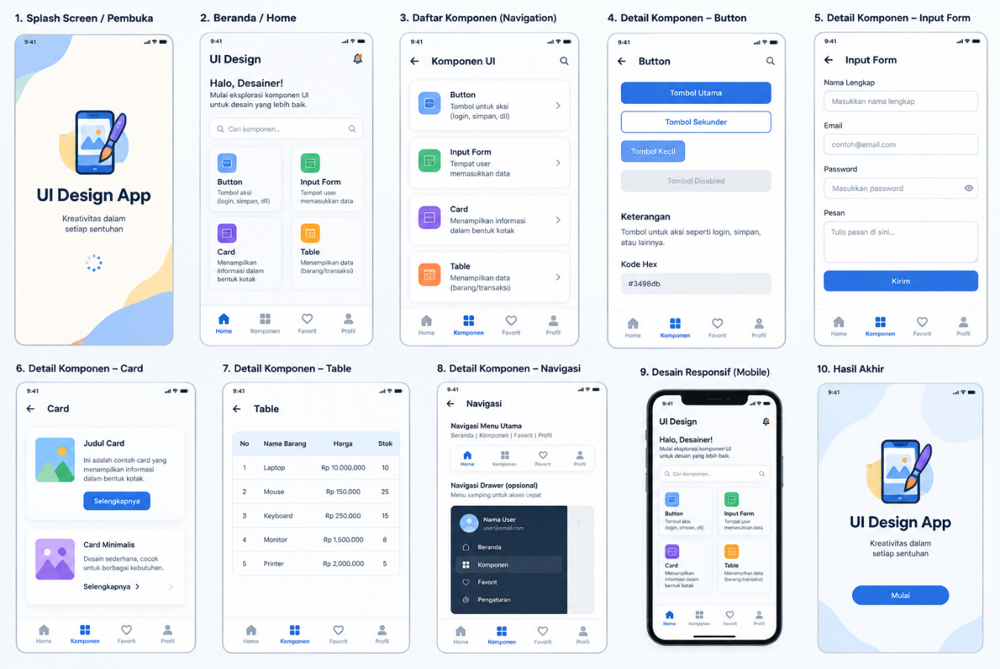 1. Splash Screen / Pembuka
9:41
UI Design App
Kreativitas dalam
setiap sentuhan
2. Beranda / Home
9:41
UI Design
Halo, Desainer!
Mulai eksplorasi komponen UI
untuk desain yang lebih baik.
Cari komponen...
Button
Tombol aksi
(login, simpan, dll)
Input Form
Tempat user
memasukkan data
Card
Menampilkan
informasi dalam
bentuk kotak
Table
Menampilkan data
(barang/transaksi)
Home
Komponen
Favorit
Profil
3. Daftar Komponen (Navigation)
9:41
Komponen UI
Button
Tombol untuk aksi
(login, simpan, dll)
Input Form
Tempat user
memasukkan data
Card
Menampilkan informasi
dalam bentuk kotak
Table
Menampilkan data
(barang/transaksi)
Home
Komponen
Favorit
Profil
4. Detail Komponen – Button
9:41
Button
Tombol Utama
Tombol Sekunder
Tombol Kecil
Tombol Disabled
Keterangan
Tombol untuk aksi seperti login, simpan,
atau lainnya.
Kode Hex
#3498db
Home
Komponen
Favorit
Profil
5. Detail Komponen – Input Form
9:41
Input Form
Nama Lengkap
Masukkan nama lengkap
Email
contoh@email.com
Password
Masukkan password
Pesan
Tulis pesan di sini...
Kirim
Home
Komponen
Favorit
Profil
6. Detail Komponen – Card
9:41
Card
Judul Card
Ini adalah contoh card yang
menampilkan informasi
dalam bentuk kotak.
Selengkapnya
Card Minimalis
Desain sederhana, cocok
untuk berbagai kebutuhan.
Selengkapnya
Home
Komponen
Favorit
Profil
7. Detail Komponen – Table
9:41
Table
No Nama Barang Harga Stok
1 Laptop Rp 10.000.000 10
2 Mouse Rp 150.000 25
3 Keyboard Rp 250.000 15
4 Monitor Rp 1.500.000 8
5 Printer Rp 2,000.000 5
Home
Komponen
Favorit
Profil
8. Detail Komponen – Navigasi
9:41
Navigasi
Navigasi Menu Utama
Beranda | Komponen | Favorit | Profil
Home
Komponen
Favorit
Profil
Navigasi Drawer (opsional)
Menu samping untuk akses cepat
Nama User
user@email.com
Beranda
Komponen
Favorit
Pengaturan
Home
Komponen
Favorit
Profil
9. Desain Responsif (Mobile)
9:41
UI Design
Halo, Desainer!
Mulai eksplorasi komponen UI
untuk desain yang lebih baik.
Cari komponen...
Button
Tombol aksi
(login, simpan, dll)
Input Form
Tempat user
memasukkan data
Card
Menampilkan
informasi dalam
bentuk kotak
Table
Menampilkan data
(barang/transaksi)
Home
Komponen
Favorit
Profil
10. Hasil Akhir
9:41
UI Design App
Kreativitas dalam
setiap sentuhan
Mulai